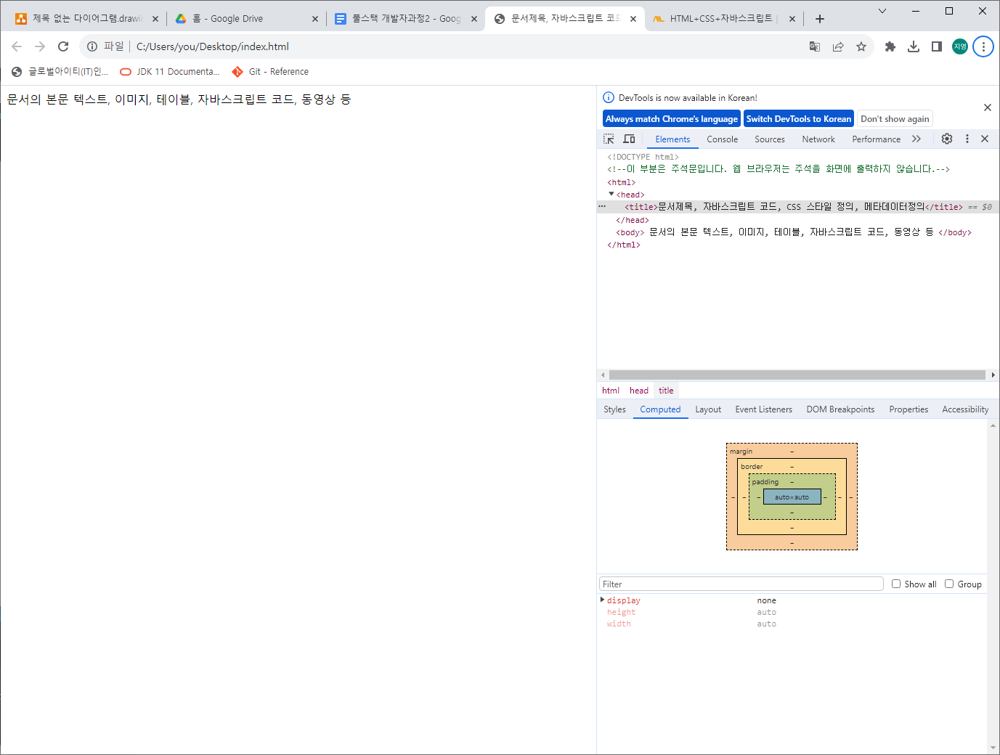 제목 없는 다이어그램.drawio
홈 - Google Drive
풀스택 개발자과정2 - Goog
문서제목, 자바스크립트 코드
HTML+CSS+자바스크립트 |
파일 C:/Users/you/Desktop/index.html
지영
글로벌아이티(IT)인...
JDK 11 Documenta...
Git - Reference
문서의 본문 텍스트, 이미지, 테이블, 자바스크립트 코드, 동영상 등
DevTools is now available in Korean!
Always match Chrome's language
Switch DevTools to Korean
Don't show again
Elements
Console
Sources
Network
Performance
<!DOCTYPE html>
<!--이 부분은 주석문입니다. 웹 브라우저는 주석을 화면에 출력하지 않습니다.-->
<html>
<head>
<title>문서제목, 자바스크립트 코드, CSS 스타일 정의, 메타데이터정의</title> == $0
</head>
<body> 문서의 본문 텍스트, 이미지, 테이블, 자바스크립트 코드, 동영상 등 </body>
</html>
html
head
title
Styles
Computed
Layout
Event Listeners
DOM Breakpoints
Properties
Accessibility
margin –
border –
padding –
– – – auto×auto – – –
–
–
–
Filter
Show all
Group
display none
height auto
width auto